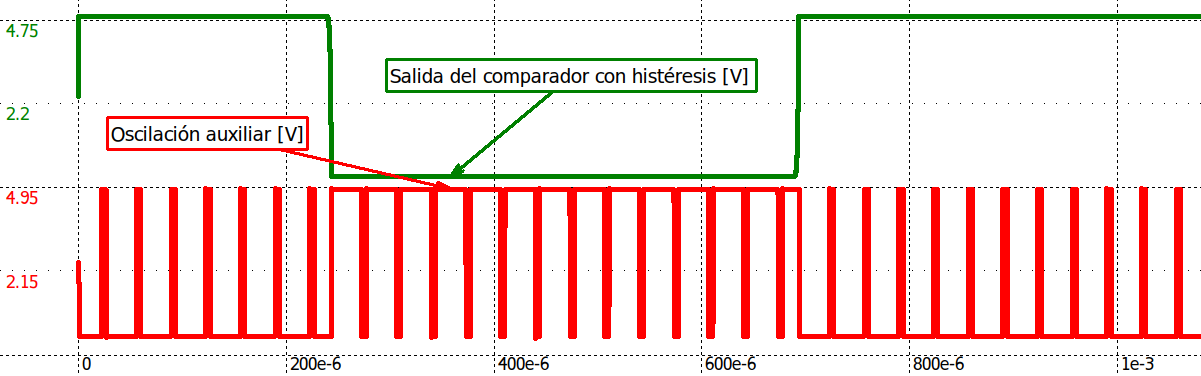 4.75
Salida del comparador con histéresis [V]
2.2
Oscilación auxiliar [V]
4.95
2.15
0 200e-6 400e-6 600e-6 800e-6 1e-3